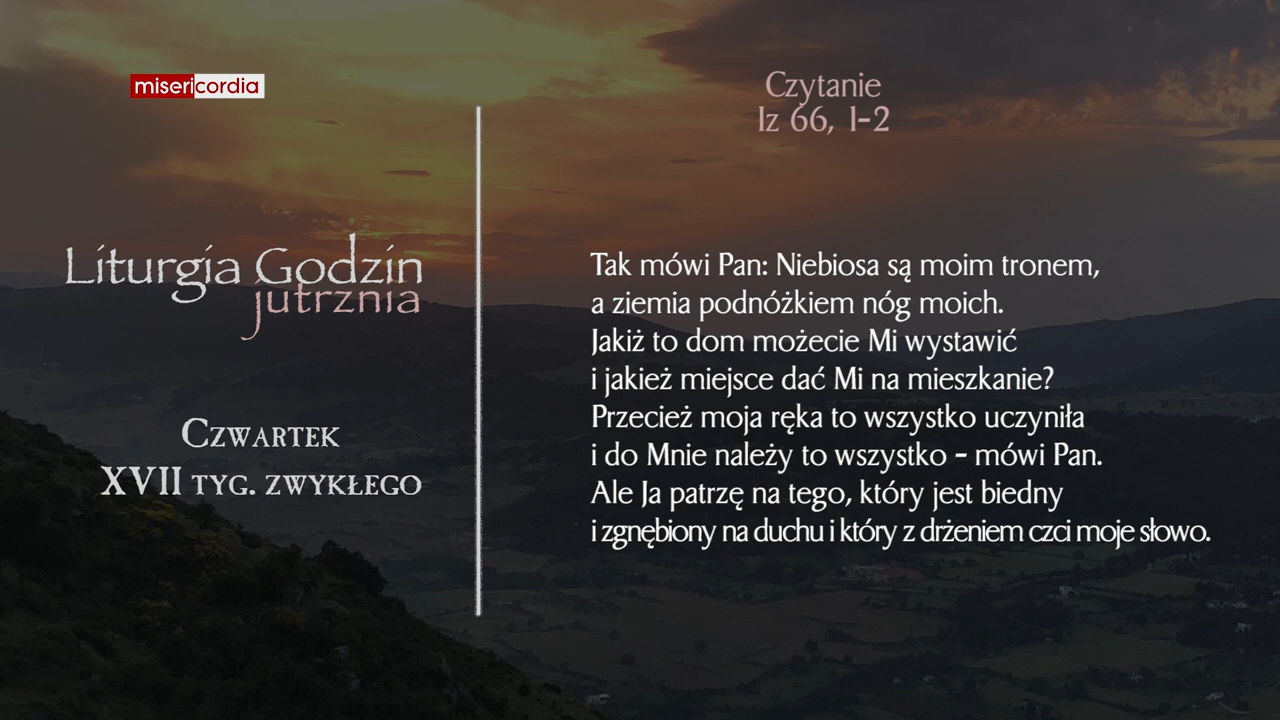 misericordia
Liturgia Godzin
jutrznia
Czwartek
XVII tyg. zwykłego
Czytanie
Iz 66, 1-2
Tak mówi Pan: Niebiosa są moim tronem,
a ziemia podnóżkiem nóg moich.
Jakiż to dom możecie Mi wystawić
i jakież miejsce dać Mi na mieszkanie?
Przecież moja ręka to wszystko uczyniła
i do Mnie należy to wszystko – mówi Pan.
Ale Ja patrzę na tego, który jest biedny
i zgnębiony na duchu i który z drżeniem czci moje słowo.